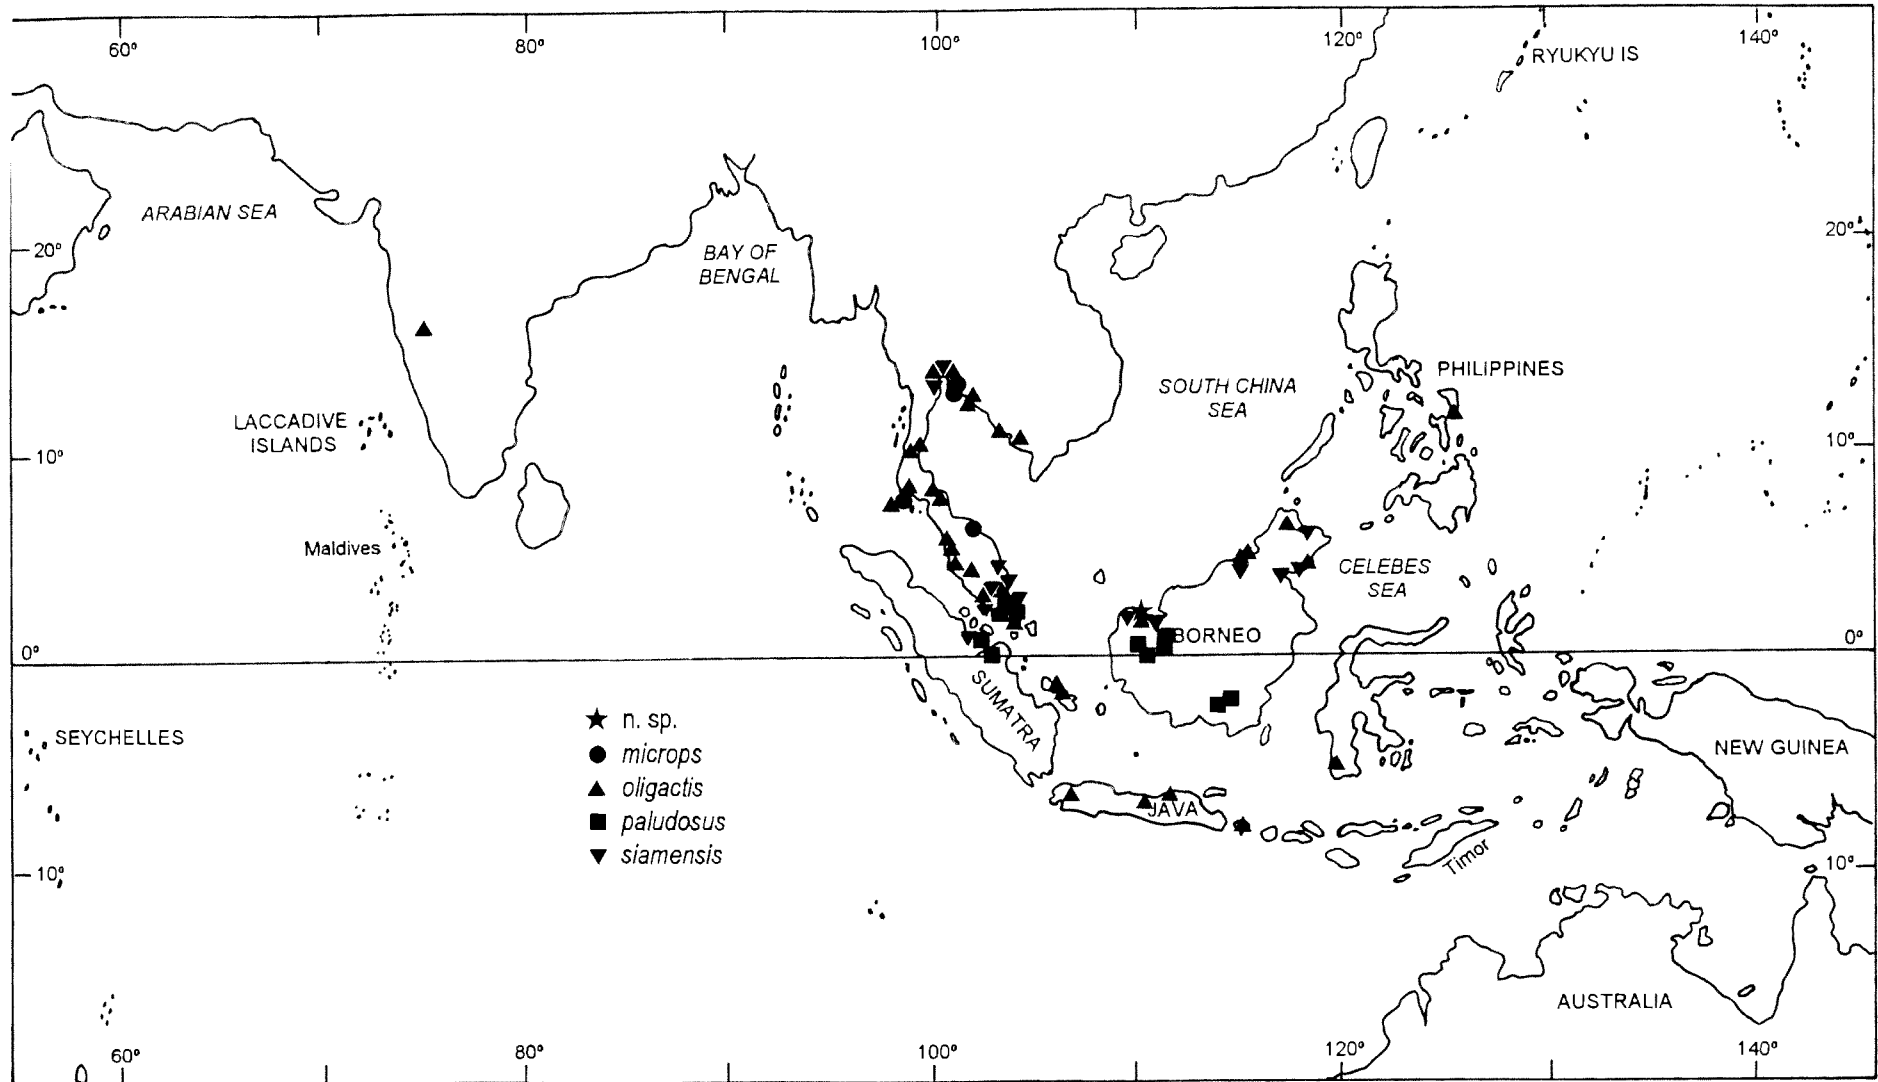 60°
80°
100°
120°
140°
RYUKYU IS
ARABIAN SEA
20°
BAY OF
BENGAL
20°
SOUTH CHINA
SEA
PHILIPPINES
LACCADIVE
ISLANDS
10°
10°
Maldives
CELEBES
SEA
BORNEO
0°
0°
SUMATRA
SEYCHELLES
n. sp.
microps
oligactis
paludosus
siamensis
NEW GUINEA
JAVA
Timor
10°
10°
AUSTRALIA
60°
80°
100°
120°
140°